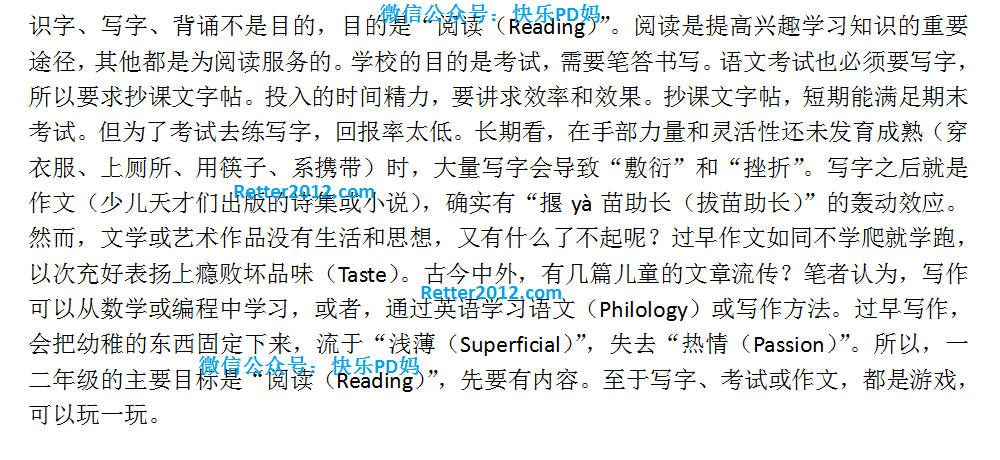 微信公众号：快乐PD妈
识字、写字、背诵不是目的，目的是“阅读（Reading）”。阅读是提高兴趣学习知识的重要
途径，其他都是为阅读服务的。学校的目的是考试，需要笔答书写。语文考试也必须要写字，
所以要求抄课文字帖。投入的时间精力，要讲求效率和效果。抄课文字帖，短期能满足期末
考试。但为了考试去练写字，回报率太低。长期看，在手部力量和灵活性还未发育成熟（穿
衣服、上厕所、用筷子、系携带）时，大量写字会导致“敷衍”和“挫折”。写字之后就是
Retter2012.com
作文（少儿天才们出版的诗集或小说），确实有“揠 yà 苗助长（拔苗助长）”的轰动效应。
然而，文学或艺术作品没有生活和思想，又有什么了不起呢？过早作文如同不学爬就学跑，
以次充好表扬上瘾败坏品味（Taste）。古今中外，有几篇儿童的文章流传？笔者认为，写作
Retter2012.com
可以从数学或编程中学习，或者，通过英语学习语文（Philology）或写作方法。过早写作，
会把幼稚的东西固定下来，流于“浅薄（Superficial）”，失去“热情（Passion）”。所以，一
微信公众号：快乐PD妈
二年级的主要目标是“阅读（Reading）”，先要有内容。至于写字、考试或作文，都是游戏，
可以玩一玩。